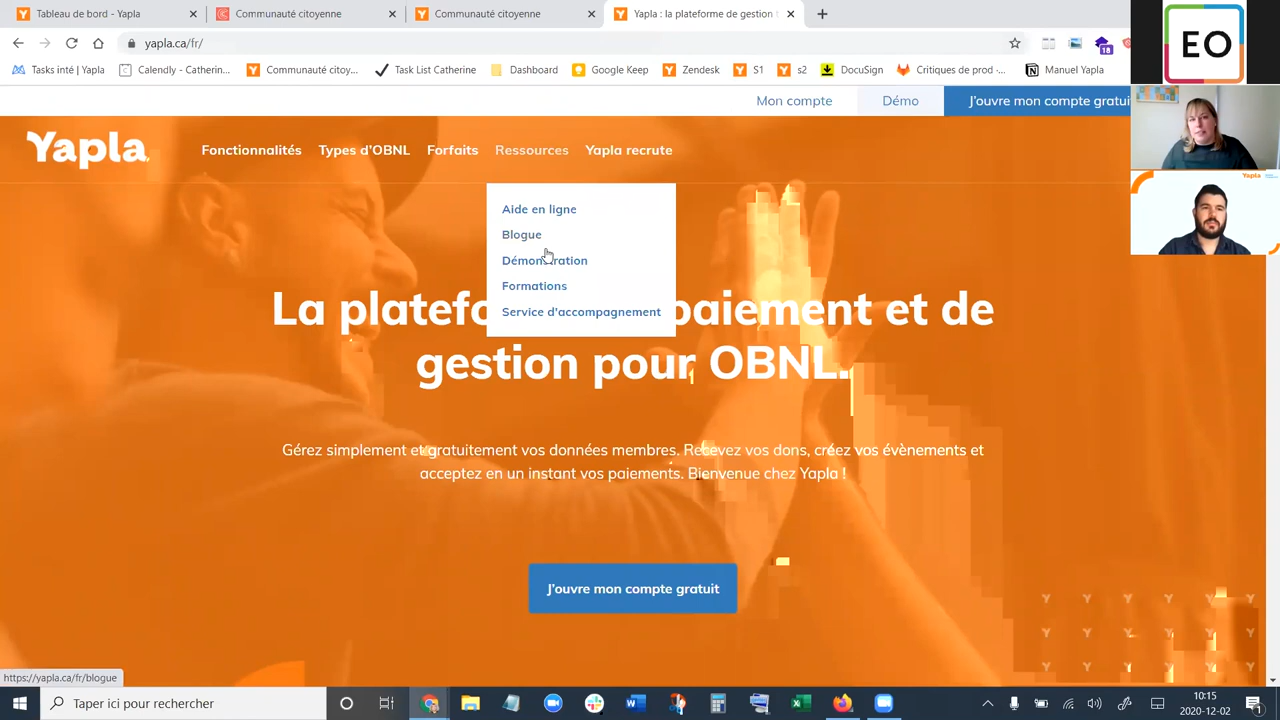 Tableau de bord - Yapla
Communauté citoyenne
Communauté citoyenne
Yapla : la plateforme de gestion
yapla.ca/fr/
18
Tasks inté | Yapla
Calendly - Catherin...
Communauté citoy...
Task List Catherine
Dashboard
Google Keep
Zendesk
S1
s2
DocuSign
Critiques de prod -...
Manuel Yapla
Mon compte
Démo
J'ouvre mon compte gratui
Yapla
Fonctionnalités
Types d'OBNL
Forfaits
Ressources
Yapla recrute
Aide en ligne
Blogue
Démonstration
Formations
Service d'accompagnement
La platefo paiement et de
gestion pour OBNL.
Gérez simplement et gratuitement vos données membres. Recevez vos dons, créez vos évènements et
acceptez en un instant vos paiements. Bienvenue chez Yapla !
J'ouvre mon compte gratuit
EO
Yapla
https://yapla.ca/fr/blogue
Taper ici pour rechercher
10:15
2020-12-02
1